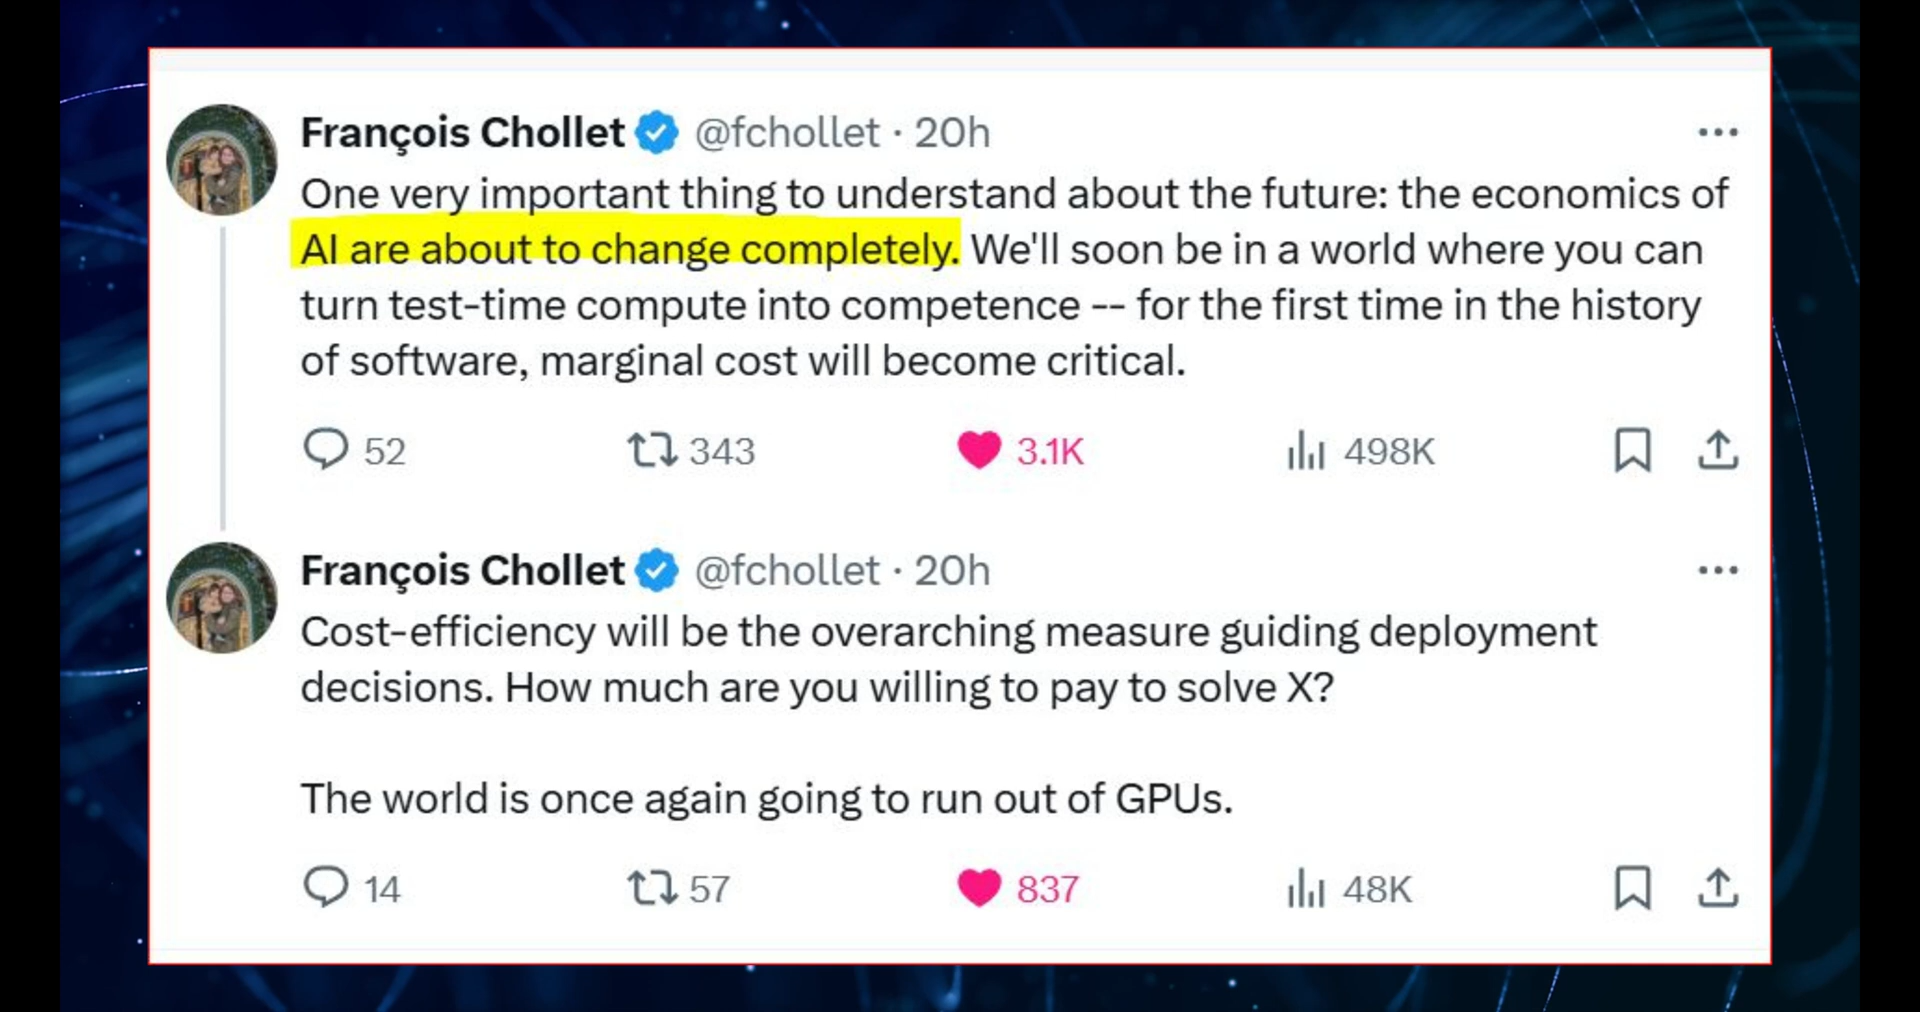 François Chollet @fchollet · 20h
One very important thing to understand about the future: the economics of
AI are about to change completely. We'll soon be in a world where you can
turn test-time compute into competence -- for the first time in the history
of software, marginal cost will become critical.
52 343 3.1K 498K
François Chollet @fchollet · 20h
Cost-efficiency will be the overarching measure guiding deployment
decisions. How much are you willing to pay to solve X?
The world is once again going to run out of GPUs.
14 57 837 48K